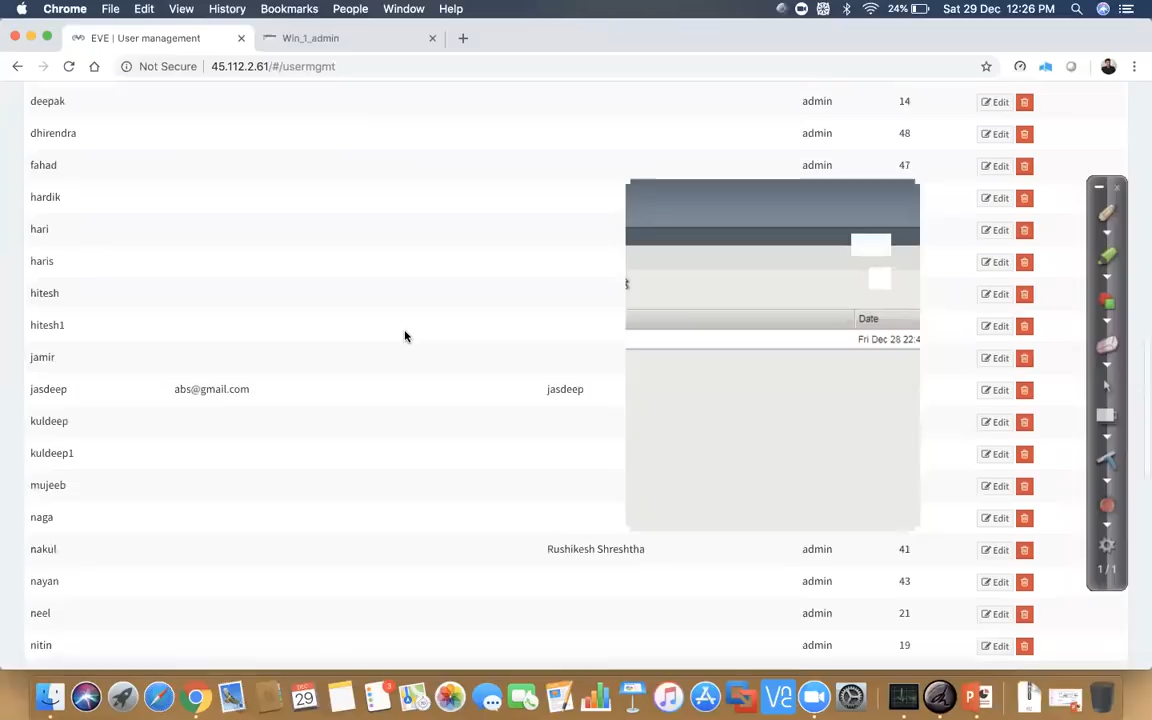 Chrome File Edit View History Bookmarks People Window Help 24% Sat 29 Dec 12:26 PM
EVE | User management Win_1_admin
Not Secure 45.112.2.61/#/usermgmt
deepak admin 14 Edit
dhirendra admin 48 Edit
fahad admin 47 Edit
hardik Edit
hari Edit
haris Edit
hitesh Edit
Date
hitesh1 Edit
Fri Dec 28 22:4
jamir Edit
jasdeep abs@gmail.com jasdeep Edit
kuldeep Edit
kuldeep1 Edit
mujeeb Edit
naga Edit
nakul Rushikesh Shreshtha admin 41 Edit
nayan admin 43 Edit
neel admin 21 Edit
nitin admin 19 Edit
1/1
DEC
29
3
VE